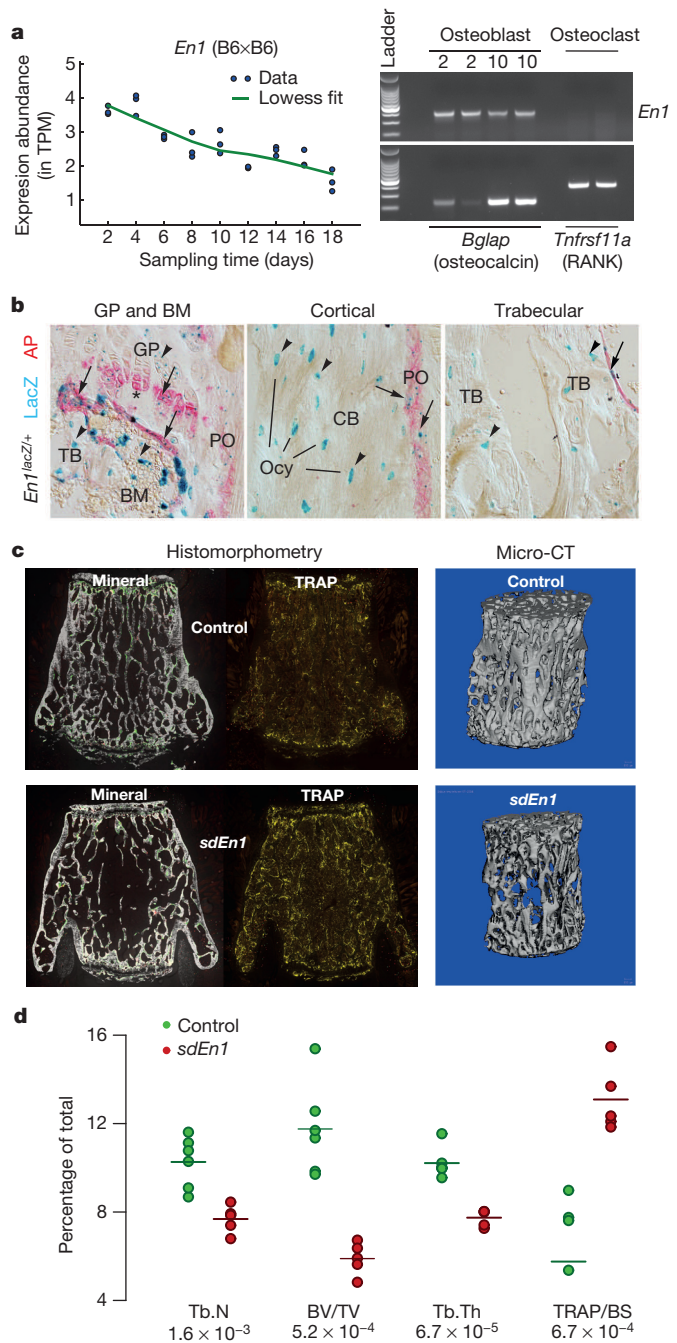 a
En1 (B6×B6)
Expression abundance
(in TPM)
5
4
3
2
1
Data
Lowess fit
2 4 6 8 10 12 14 16 18
Sampling time (days)
Ladder
Osteoblast Osteoclast
2 2 10 10
En1
Bglap
(osteocalcin)
Tnfrsf11a
(RANK)
b
GP and BM Cortical Trabecular
En1lacZ/+ LacZ AP
GP
*
TB
BM
PO
PO
CB
Ocy
TB
TB
c
Histomorphometry Micro-CT
Mineral TRAP Control
Control
Mineral TRAP sdEn1
sdEn1
d
Control
sdEn1
Percentage of total
16
12
8
4
Tb.N BV/TV Tb.Th TRAP/BS
1.6 × 10−3 5.2 × 10−4 6.7 × 10−5 6.7 × 10−4